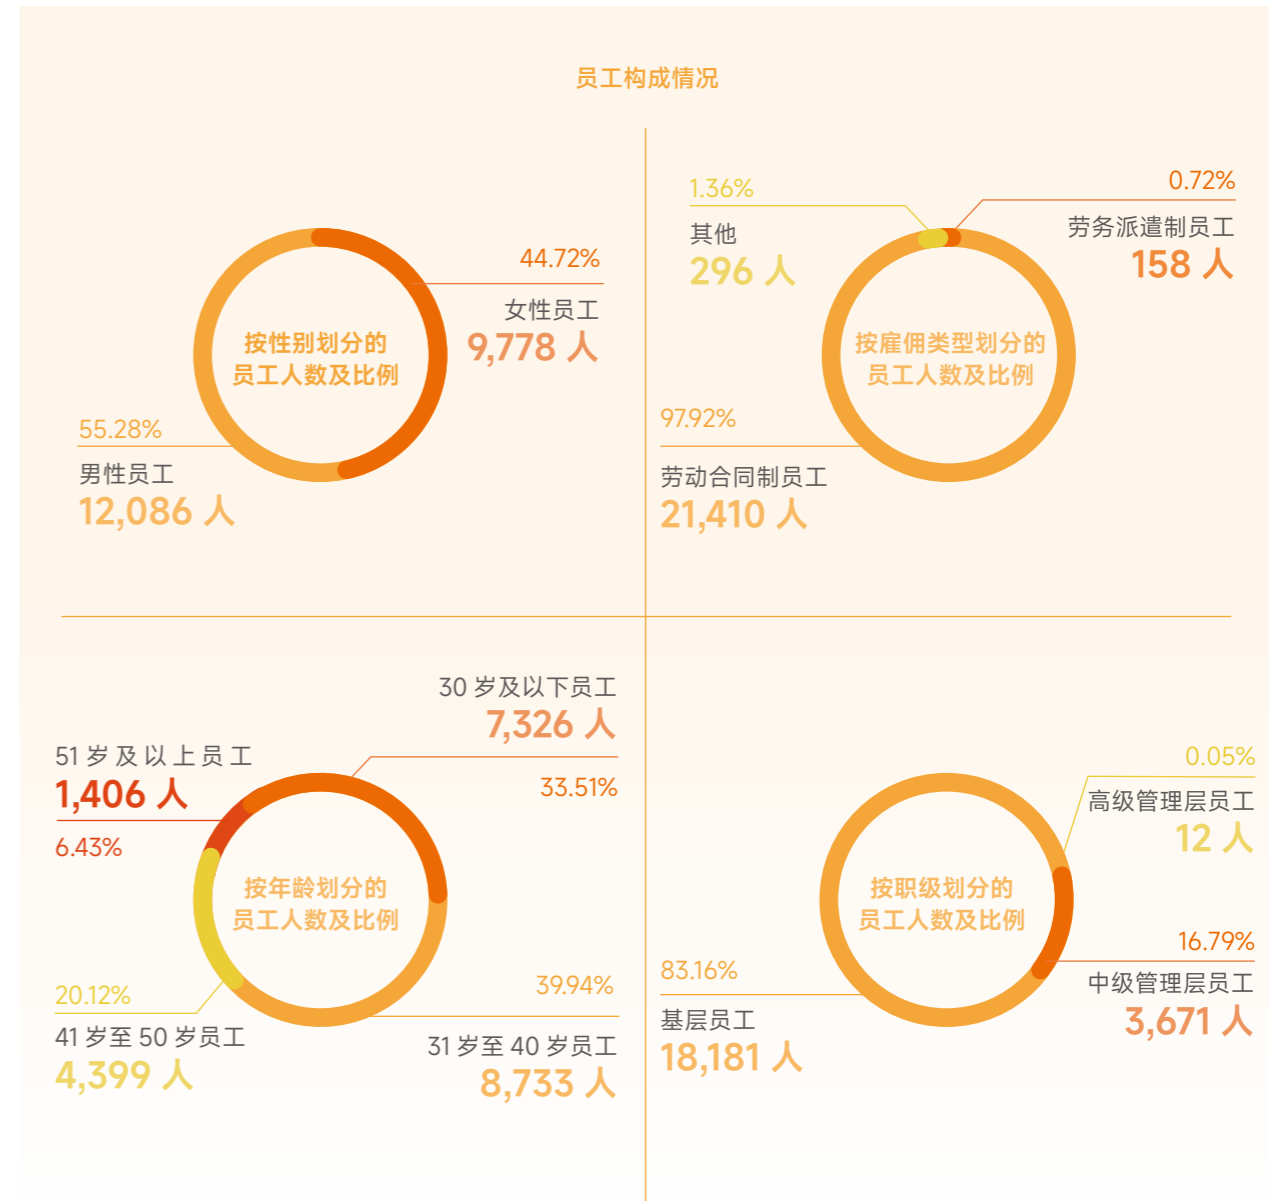 员工构成情况
44.72%
女性员工
9,778 人
按性别划分的
员工人数及比例
55.28%
男性员工
12,086 人
1.36%
其他
296 人
0.72%
劳务派遣制员工
158 人
按雇佣类型划分的
员工人数及比例
97.92%
劳动合同制员工
21,410 人
30 岁及以下员工
7,326 人
33.51%
51 岁及以上员工
1,406 人
6.43%
按年龄划分的
员工人数及比例
20.12%
41 岁至 50 岁员工
4,399 人
39.94%
31 岁至 40 岁员工
8,733 人
0.05%
高级管理层员工
12 人
按职级划分的
员工人数及比例
16.79%
中级管理层员工
3,671 人
83.16%
基层员工
18,181 人